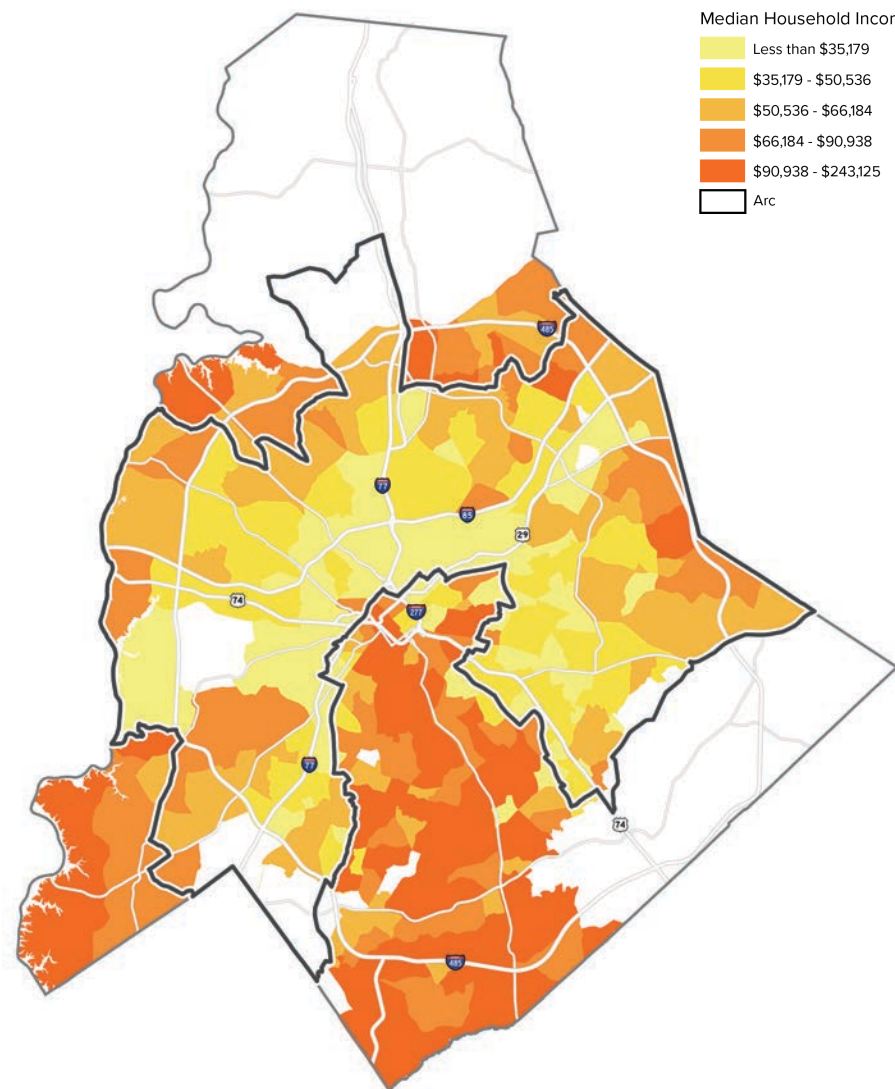 Median Household Incor
Less than $35,179
$35,179 - $50,536
$50,536 - $66,184
$66,184 - $90,938
$90,938 - $243,125
Arc
485
77
85
29
74
277
77
74
485